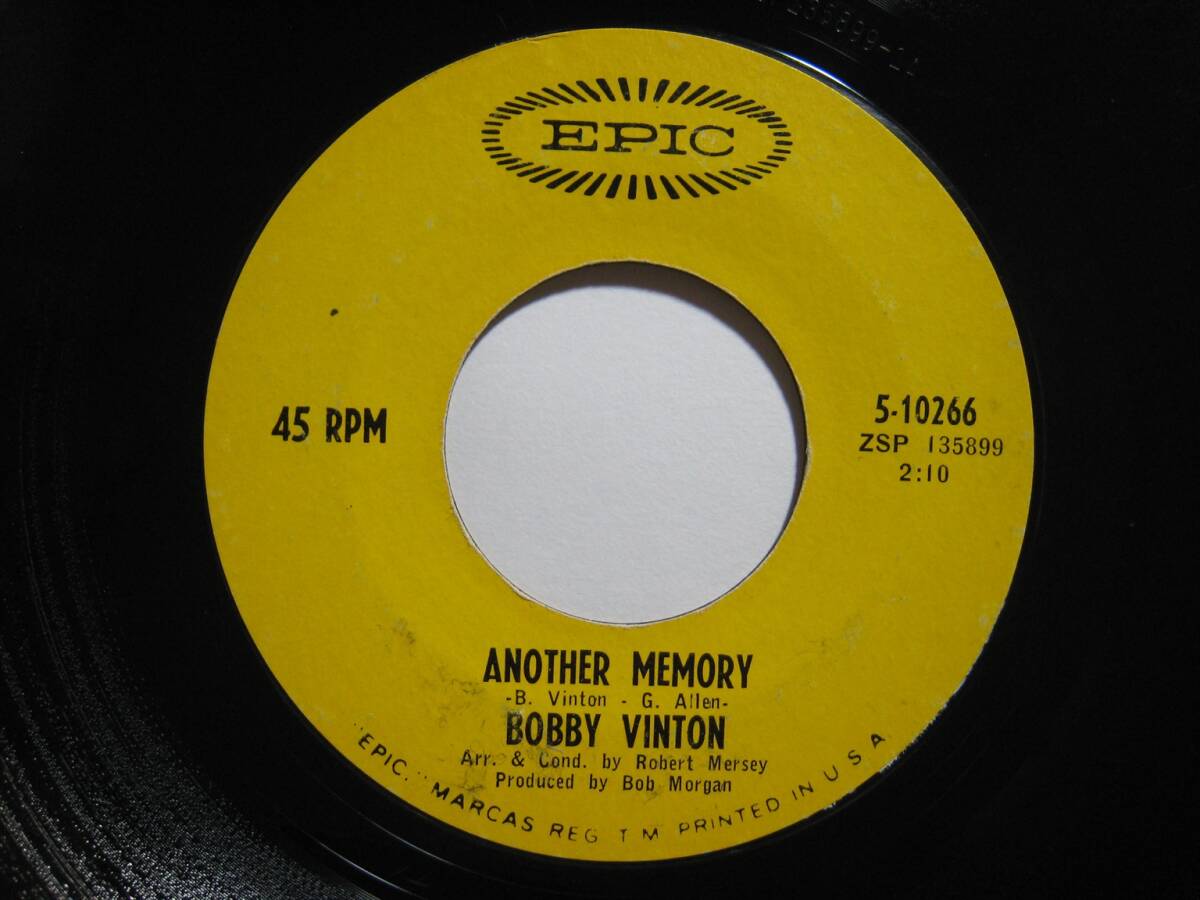 EPIC
45 RPM
5-10266
ZSP 135899
2:10
ANOTHER MEMORY
-B. Vinton - G. Allen-
BOBBY VINTON
Arr. & Cond. by Robert Mersey
Produced by Bob Morgan
"EPIC," MARCAS REG T M PRINTED IN U S A